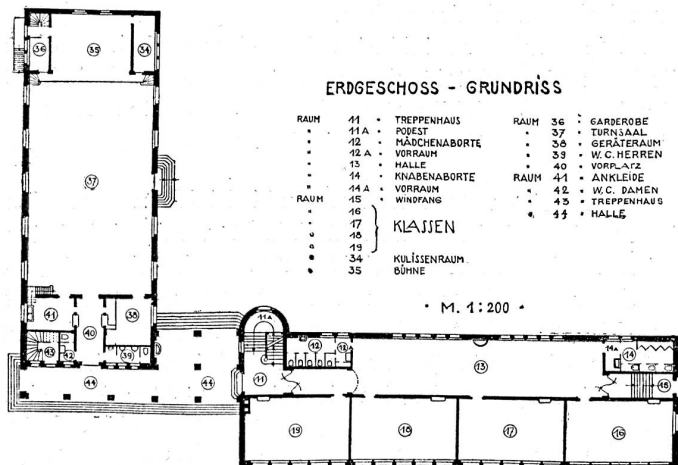 ERDGESCHOSS - GRUNDRISS
RAUM 11 • TREPPENHAUS
" 11A • PODEST
" 12 • MÄDCHENABORTE
" 12A • VORRAUM
" 13 • HALLE
" 14 • KNABENABORTE
" 14A • VORRAUM
RAUM 15 • WINDFANG
" 16
" 17
" 18
" 19
KLASSEN
" 34 KULISSENRAUM
" 35 BÜHNE
RAUM 36 • GARDEROBE
" 37 • TURNSAAL
" 38 • GERÄTERAUM
" 39 • W.C. HERREN
" 40 • VORPLATZ
RAUM 41 • ANKLEIDE
" 42 • W.C. DAMEN
" 43 • TREPPENHAUS
" 44 • HALLE
• M. 1:200 •
36 35 34
37
41 40 38
43 42 39
44 44
11A
11 12 12A 13 14A 14
18
19 18 17 16